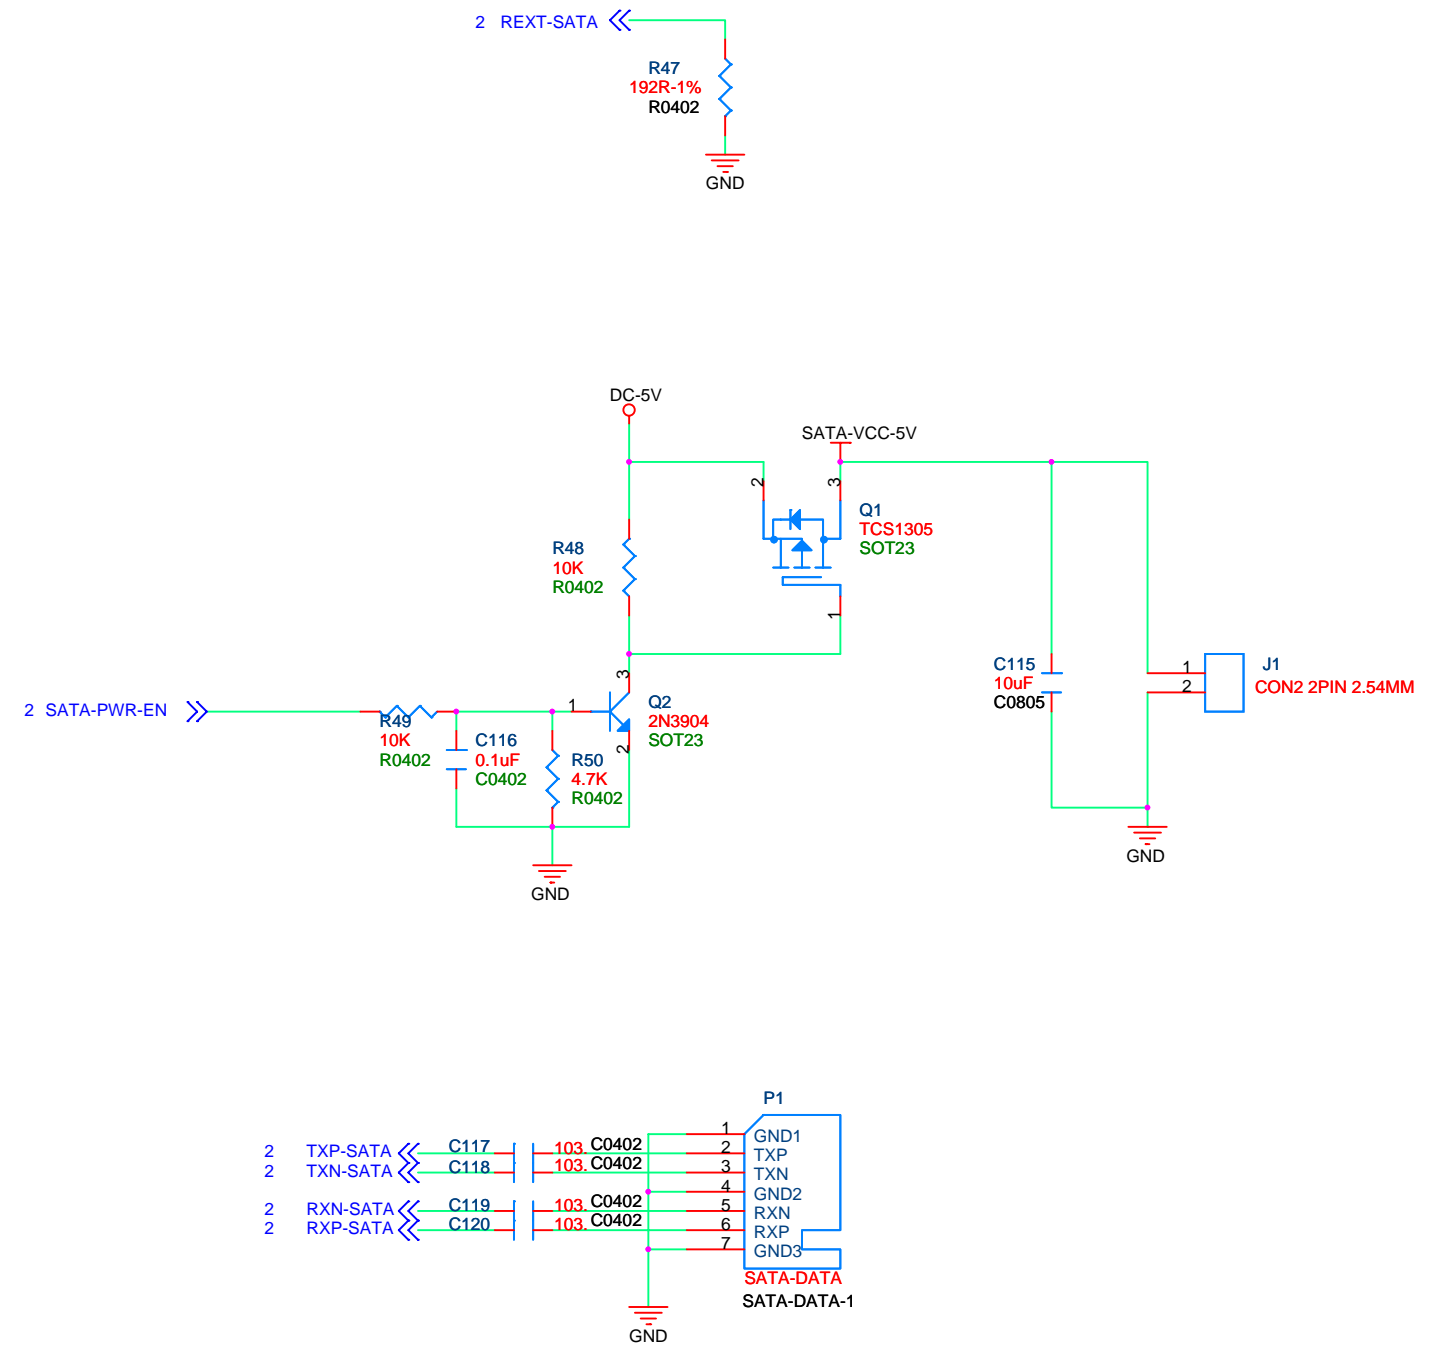 2 REXT-SATA
R47
192R-1%
R0402
GND
DC-5V
SATA-VCC-5V
2
3
Q1
TCS1305
SOT23
R48
10K
R0402
1
3
C115
10uF
C0805
1
2
J1
CON2 2PIN 2.54MM
2 SATA-PWR-EN
R49
10K
R0402
1
Q2
2N3904
SOT23
2
C116
0.1uF
C0402
R50
4.7K
R0402
GND
GND
P1
2 TXP-SATA C117 103. C0402 2 TXP
1 GND1
2 TXN-SATA C118 103. C0402 3 TXN
4 GND2
2 RXN-SATA C119 103. C0402 5 RXN
2 RXP-SATA C120 103. C0402 6 RXP
7 GND3
SATA-DATA
SATA-DATA-1
GND